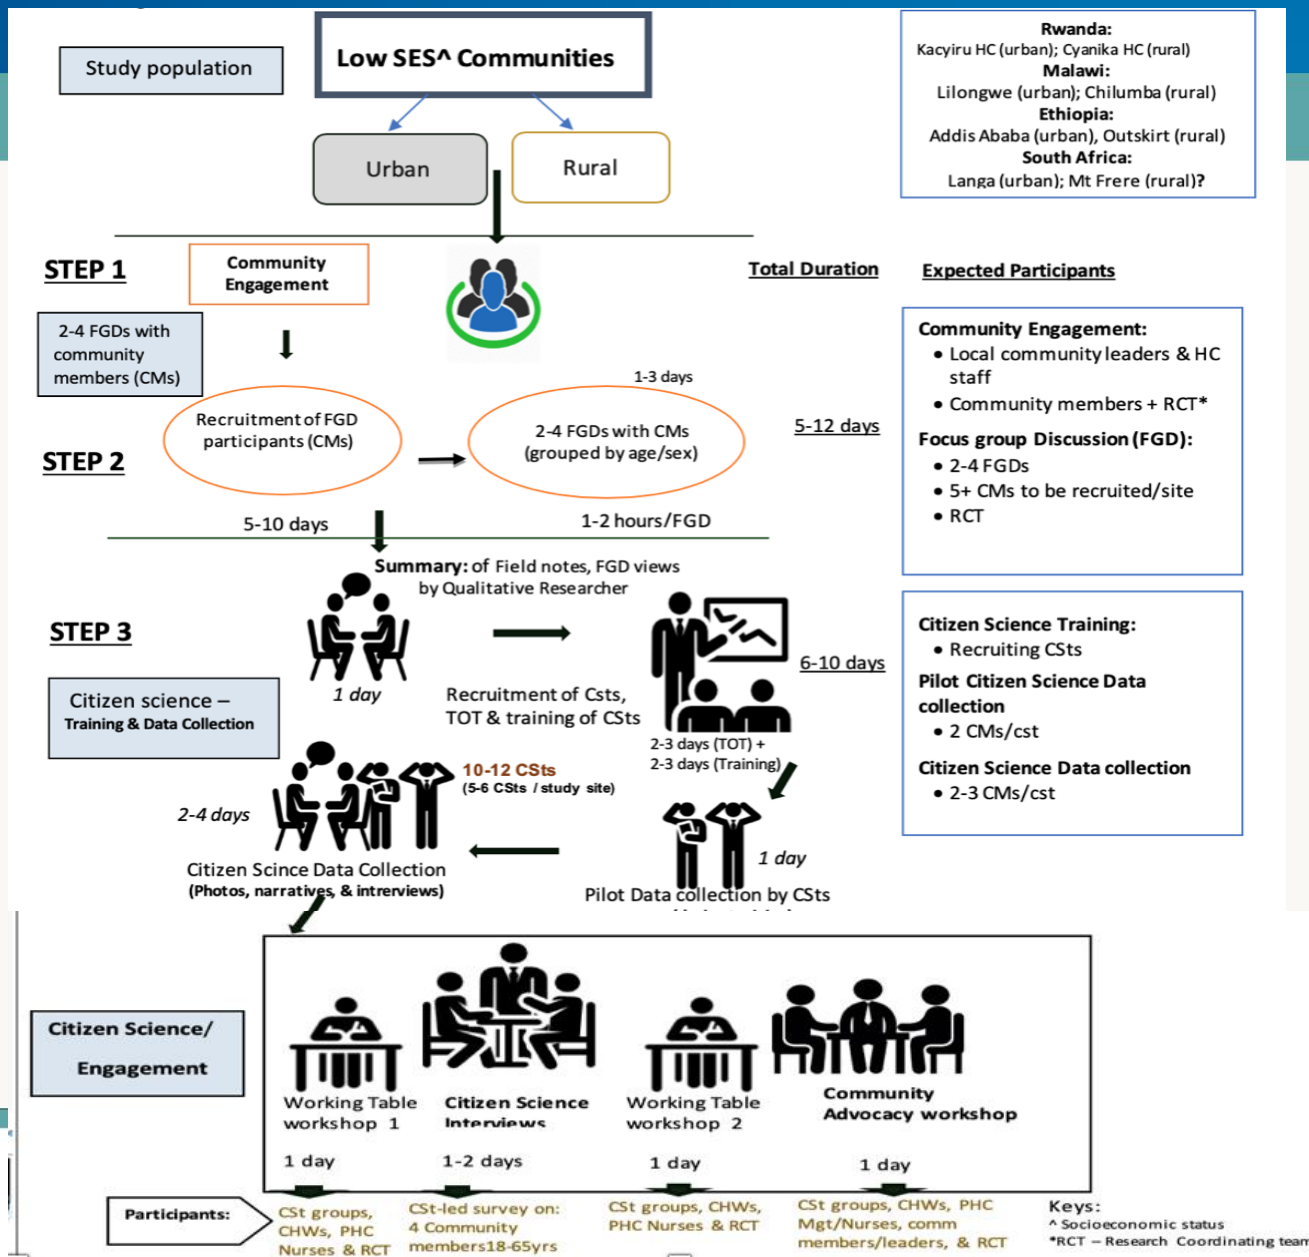 Study population
Low SES^ Communities
Urban
Rural
Rwanda:
Kacyiru HC (urban); Cyanika HC (rural)
Malawi:
Lilongwe (urban); Chilumba (rural)
Ethiopia:
Addis Ababa (urban), Outskirt (rural)
South Africa:
Langa (urban); Mt Frere (rural)?
STEP 1
Community
Engagement
Total Duration
Expected Participants
2-4 FGDs with
community
members (CMs)
Recruitment of FGD
participants (CMs)
1-3 days
2-4 FGDs with CMs
(grouped by age/sex)
5-12 days
STEP 2
5-10 days
1-2 hours/FGD
Community Engagement:
• Local community leaders & HC
staff
• Community members + RCT*
Focus group Discussion (FGD):
• 2-4 FGDs
• 5+ CMs to be recruited/site
• RCT
Summary: of Field notes, FGD views
by Qualitative Researcher
STEP 3
1 day
Recruitment of Csts,
TOT & training of CSts
6-10 days
Citizen science –
Training & Data Collection
2-3 days (TOT) +
2-3 days (Training)
10-12 CSts
(5-6 CSts / study site)
2-4 days
1 day
Citizen Scince Data Collection
(Photos, narratives, & intrerviews)
Pilot Data collection by CSts
Citizen Science Training:
• Recruiting CSts
Pilot Citizen Science Data
collection
• 2 CMs/cst
Citizen Science Data collection
• 2-3 CMs/cst
Citizen Science/
Engagement
Working Table
workshop 1
Citizen Science
Interviews
Working Table
workshop 2
Community
Advocacy workshop
1 day
1-2 days
1 day
1 day
Participants:
CSt groups,
CHWs, PHC
Nurses & RCT
CSt-led survey on:
4 Community
members18-65yrs
CSt groups, CHWs,
PHC Nurses & RCT
CSt groups, CHWs, PHC
Mgt/Nurses, comm
members/leaders, & RCT
Keys:
^ Socioeconomic status
*RCT – Research Coordinating team